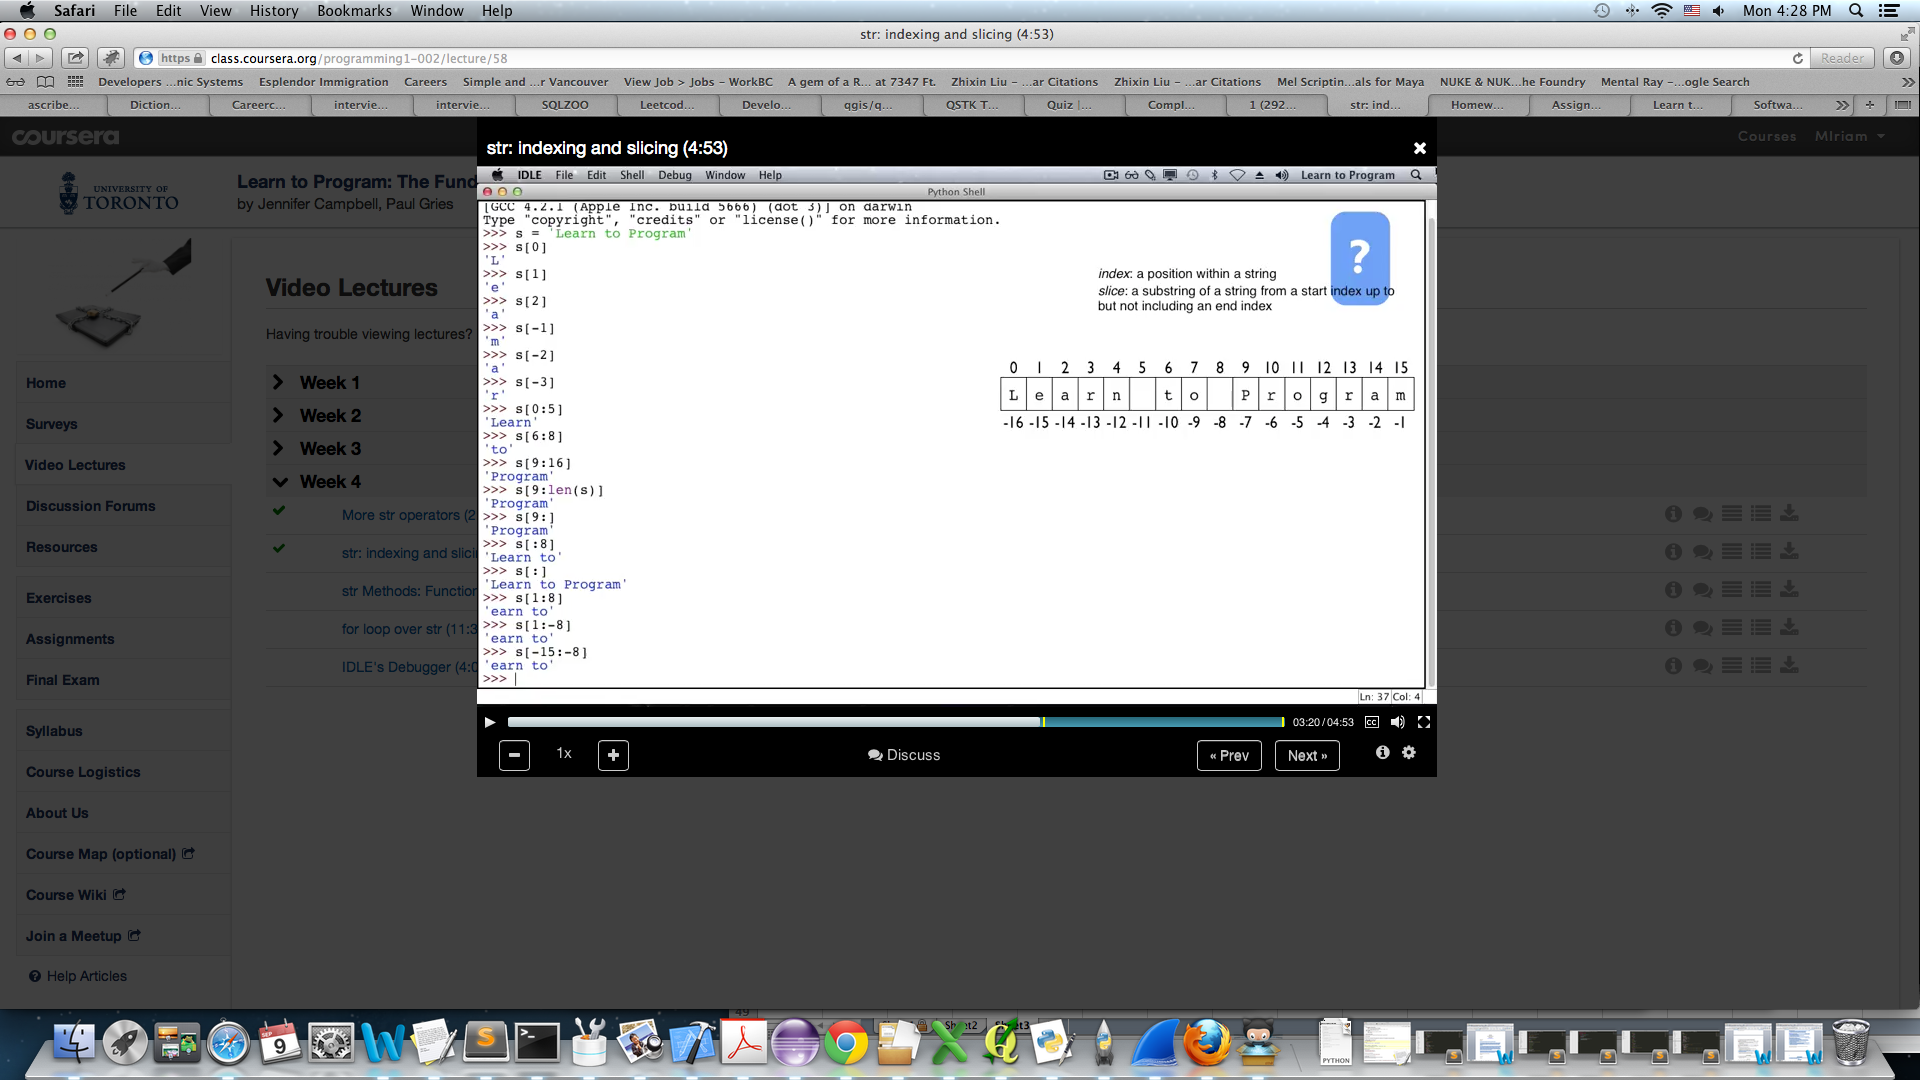 Safari File Edit View History Bookmarks Window Help
Mon 4:28 PM
str: indexing and slicing (4:53)
https class.coursera.org/programming1-002/lecture/58
Reader
Developers ...nic Systems Esplendor Immigration Careers Simple and ...r Vancouver View Job > Jobs - WorkBC A gem of a R... at 7347 Ft. Zhixin Liu - ...ar Citations Zhixin Liu - ...ar Citations Mel Scriptin...als for Maya NUKE & NUK...he Foundry Mental Ray -...ogle Search
ascribe... Diction... Careerc... intervie... intervie... SQLZOO Leetcod... Develo... qgis/q... QSTK T... Quiz |... Compl... 1 (292... str: ind... Homew... Assign... Learn t... Softwa...
coursera
Courses MIriam
UNIVERSITY OF
TORONTO
Learn to Program: The Fund
by Jennifer Campbell, Paul Gries
Home
Surveys
Video Lectures
Discussion Forums
Resources
Exercises
Assignments
Final Exam
Syllabus
Course Logistics
About Us
Course Map (optional)
Course Wiki
Join a Meetup
Help Articles
Video Lectures
Having trouble viewing lectures?
Week 1
Week 2
Week 3
Week 4
More str operators (2
str: indexing and slici
str Methods: Function
for loop over str (11:3
IDLE's Debugger (4:0
str: indexing and slicing (4:53)
IDLE File Edit Shell Debug Window Help
Learn to Program
Python Shell
[GCC 4.2.1 (Apple Inc. build 5666) (dot 3)] on darwin
Type "copyright", "credits" or "license()" for more information.
>>> s = 'Learn to Program'
>>> s[0]
'L'
>>> s[1]
'e'
>>> s[2]
'a'
>>> s[-1]
'm'
>>> s[-2]
'a'
>>> s[-3]
'r'
>>> s[0:5]
'Learn'
>>> s[6:8]
'to'
>>> s[9:16]
'Program'
>>> s[9:len(s)]
'Program'
>>> s[9:]
'Program'
>>> s[:8]
'Learn to'
>>> s[:]
'Learn to Program'
>>> s[1:8]
'earn to'
>>> s[1:-8]
'earn to'
>>> s[-15:-8]
'earn to'
>>>
?
index: a position within a string
slice: a substring of a string from a start index up to
but not including an end index
0 1 2 3 4 5 6 7 8 9 10 11 12 13 14 15
L e a r n t o P r o g r a m
-16 -15 -14 -13 -12 -11 -10 -9 -8 -7 -6 -5 -4 -3 -2 -1
Ln: 37 Col: 4
03:20 / 04:53 CC
1x
Discuss
« Prev
Next »
49
Sheet2
SEP
9
PYTHON